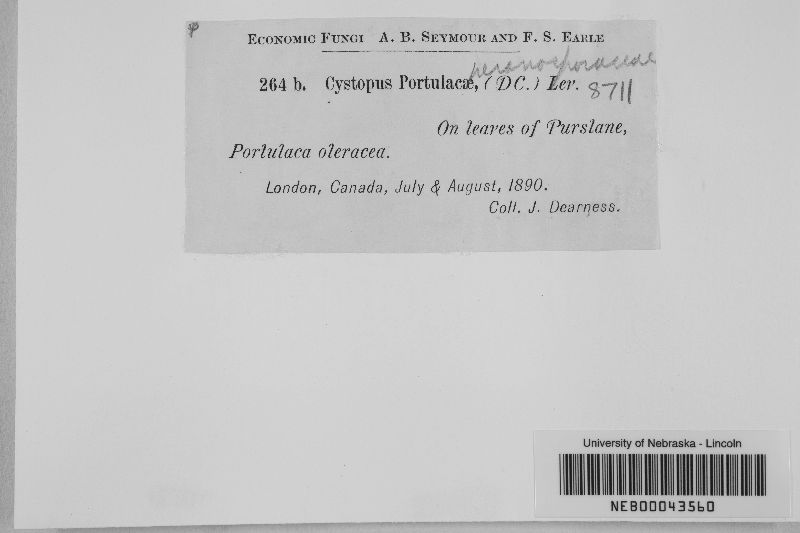 Economic Fungi A. B. Seymour and F. S. Earle
peronosporaceae
264 b. Cystopus Portulacæ, (DC.) Lev.
8711
On leaves of Purslane,
Portulaca oleracea.
London, Canada, July & August, 1890.
Coll. J. Dearness.
University of Nebraska - Lincoln
NEB00043560